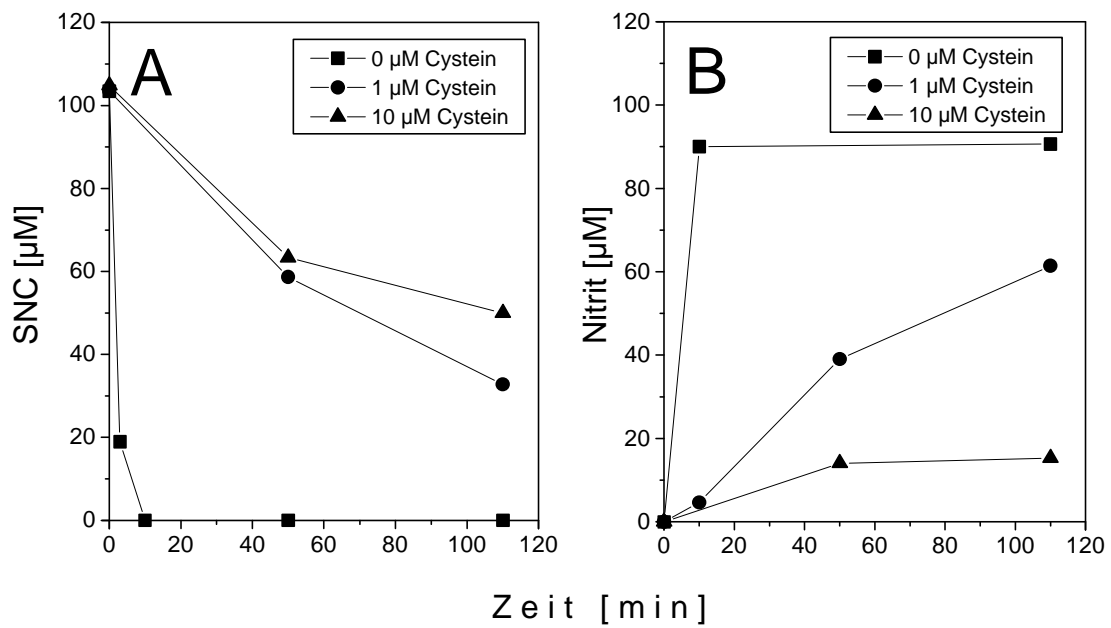 A
0 µM Cystein
1 µM Cystein
10 µM Cystein
SNC [µM]
120
100
80
60
40
20
0
0 20 40 60 80 100 120
B
0 µM Cystein
1 µM Cystein
10 µM Cystein
Nitrit [µM]
120
100
80
60
40
20
0
0 20 40 60 80 100 120
Zeit [min]